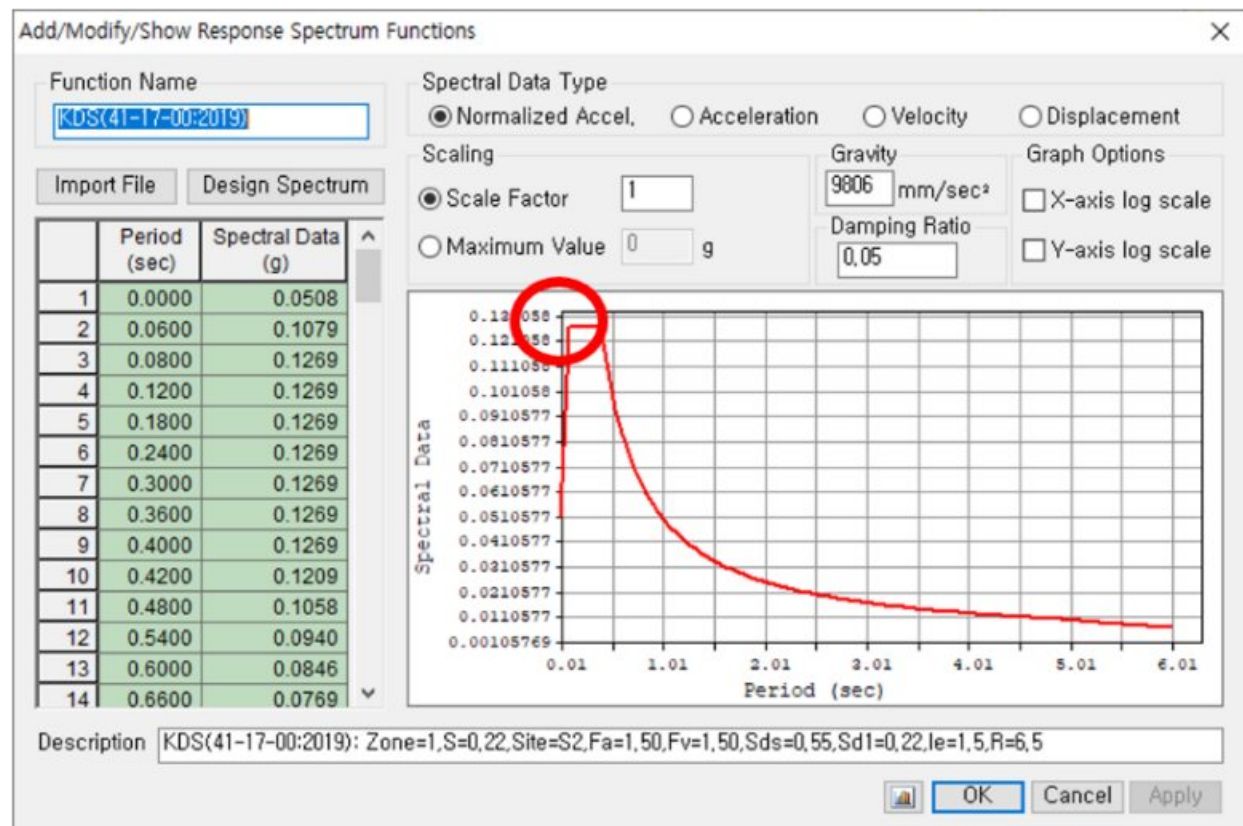 Add/Modify/Show Response Spectrum Functions
Function Name
KDS(41-17-00:2019)
Import File
Design Spectrum
Spectral Data Type
Normalized Accel,
Acceleration
Velocity
Displacement
Scaling
Scale Factor
1
Maximum Value
0
g
Gravity
9806
mm/sec²
Damping Ratio
0,05
Graph Options
X-axis log scale
Y-axis log scale
Period (sec) Spectral Data (g)
1 0.0000 0.0508
2 0.0600 0.1079
3 0.0800 0.1269
4 0.1200 0.1269
5 0.1800 0.1269
6 0.2400 0.1269
7 0.3000 0.1269
8 0.3600 0.1269
9 0.4000 0.1269
10 0.4200 0.1209
11 0.4800 0.1058
12 0.5400 0.0940
13 0.6000 0.0846
14 0.6600 0.0769
Spectral Data
0.111058
0.101058
0.0910577
0.0810577
0.0710577
0.0610577
0.0510577
0.0410577
0.0310577
0.0210577
0.0110577
0.00105769
0.01 1.01 2.01 3.01 4.01 5.01 6.01
Period (sec)
Description
KDS(41-17-00:2019): Zone=1,S=0,22,Site=S2,Fa=1,50,Fv=1,50,Sds=0,55,Sd1=0,22,Ie=1,5,R=6,5
OK
Cancel
Apply